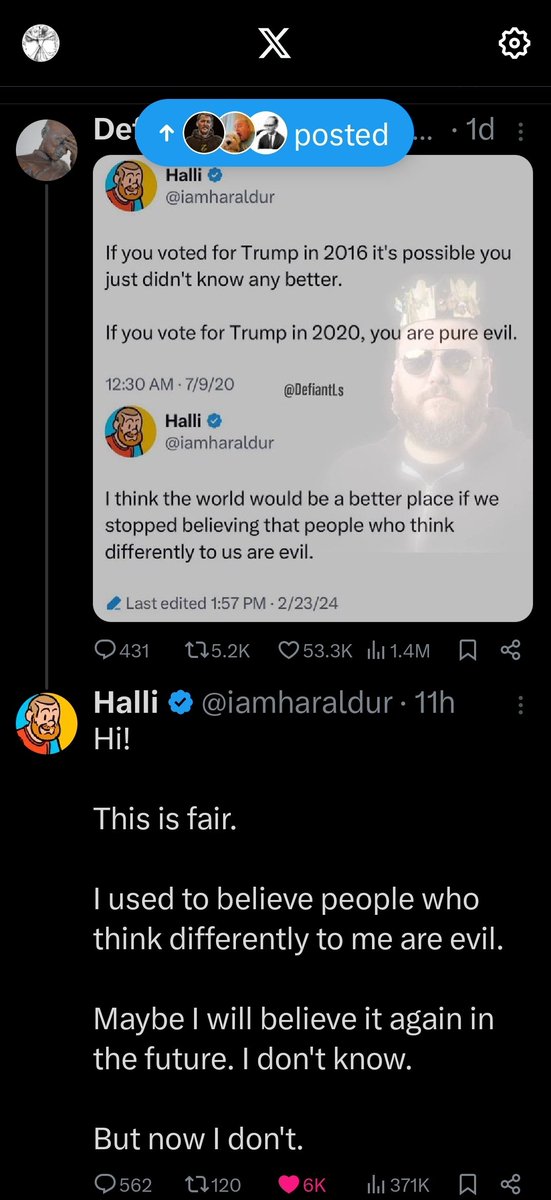 X
Def
posted
... · 1d
Halli
@iamharaldur
If you voted for Trump in 2016 it's possible you
just didn't know any better.
If you vote for Trump in 2020, you are pure evil.
12:30 AM · 7/9/20
@DefiantLs
Halli
@iamharaldur
I think the world would be a better place if we
stopped believing that people who think
differently to us are evil.
Last edited 1:57 PM · 2/23/24
431 5.2K 53.3K 1.4M
Halli @iamharaldur · 11h
Hi!
This is fair.
I used to believe people who
think differently to me are evil.
Maybe I will believe it again in
the future. I don't know.
But now I don't.
562 120 6K 371K